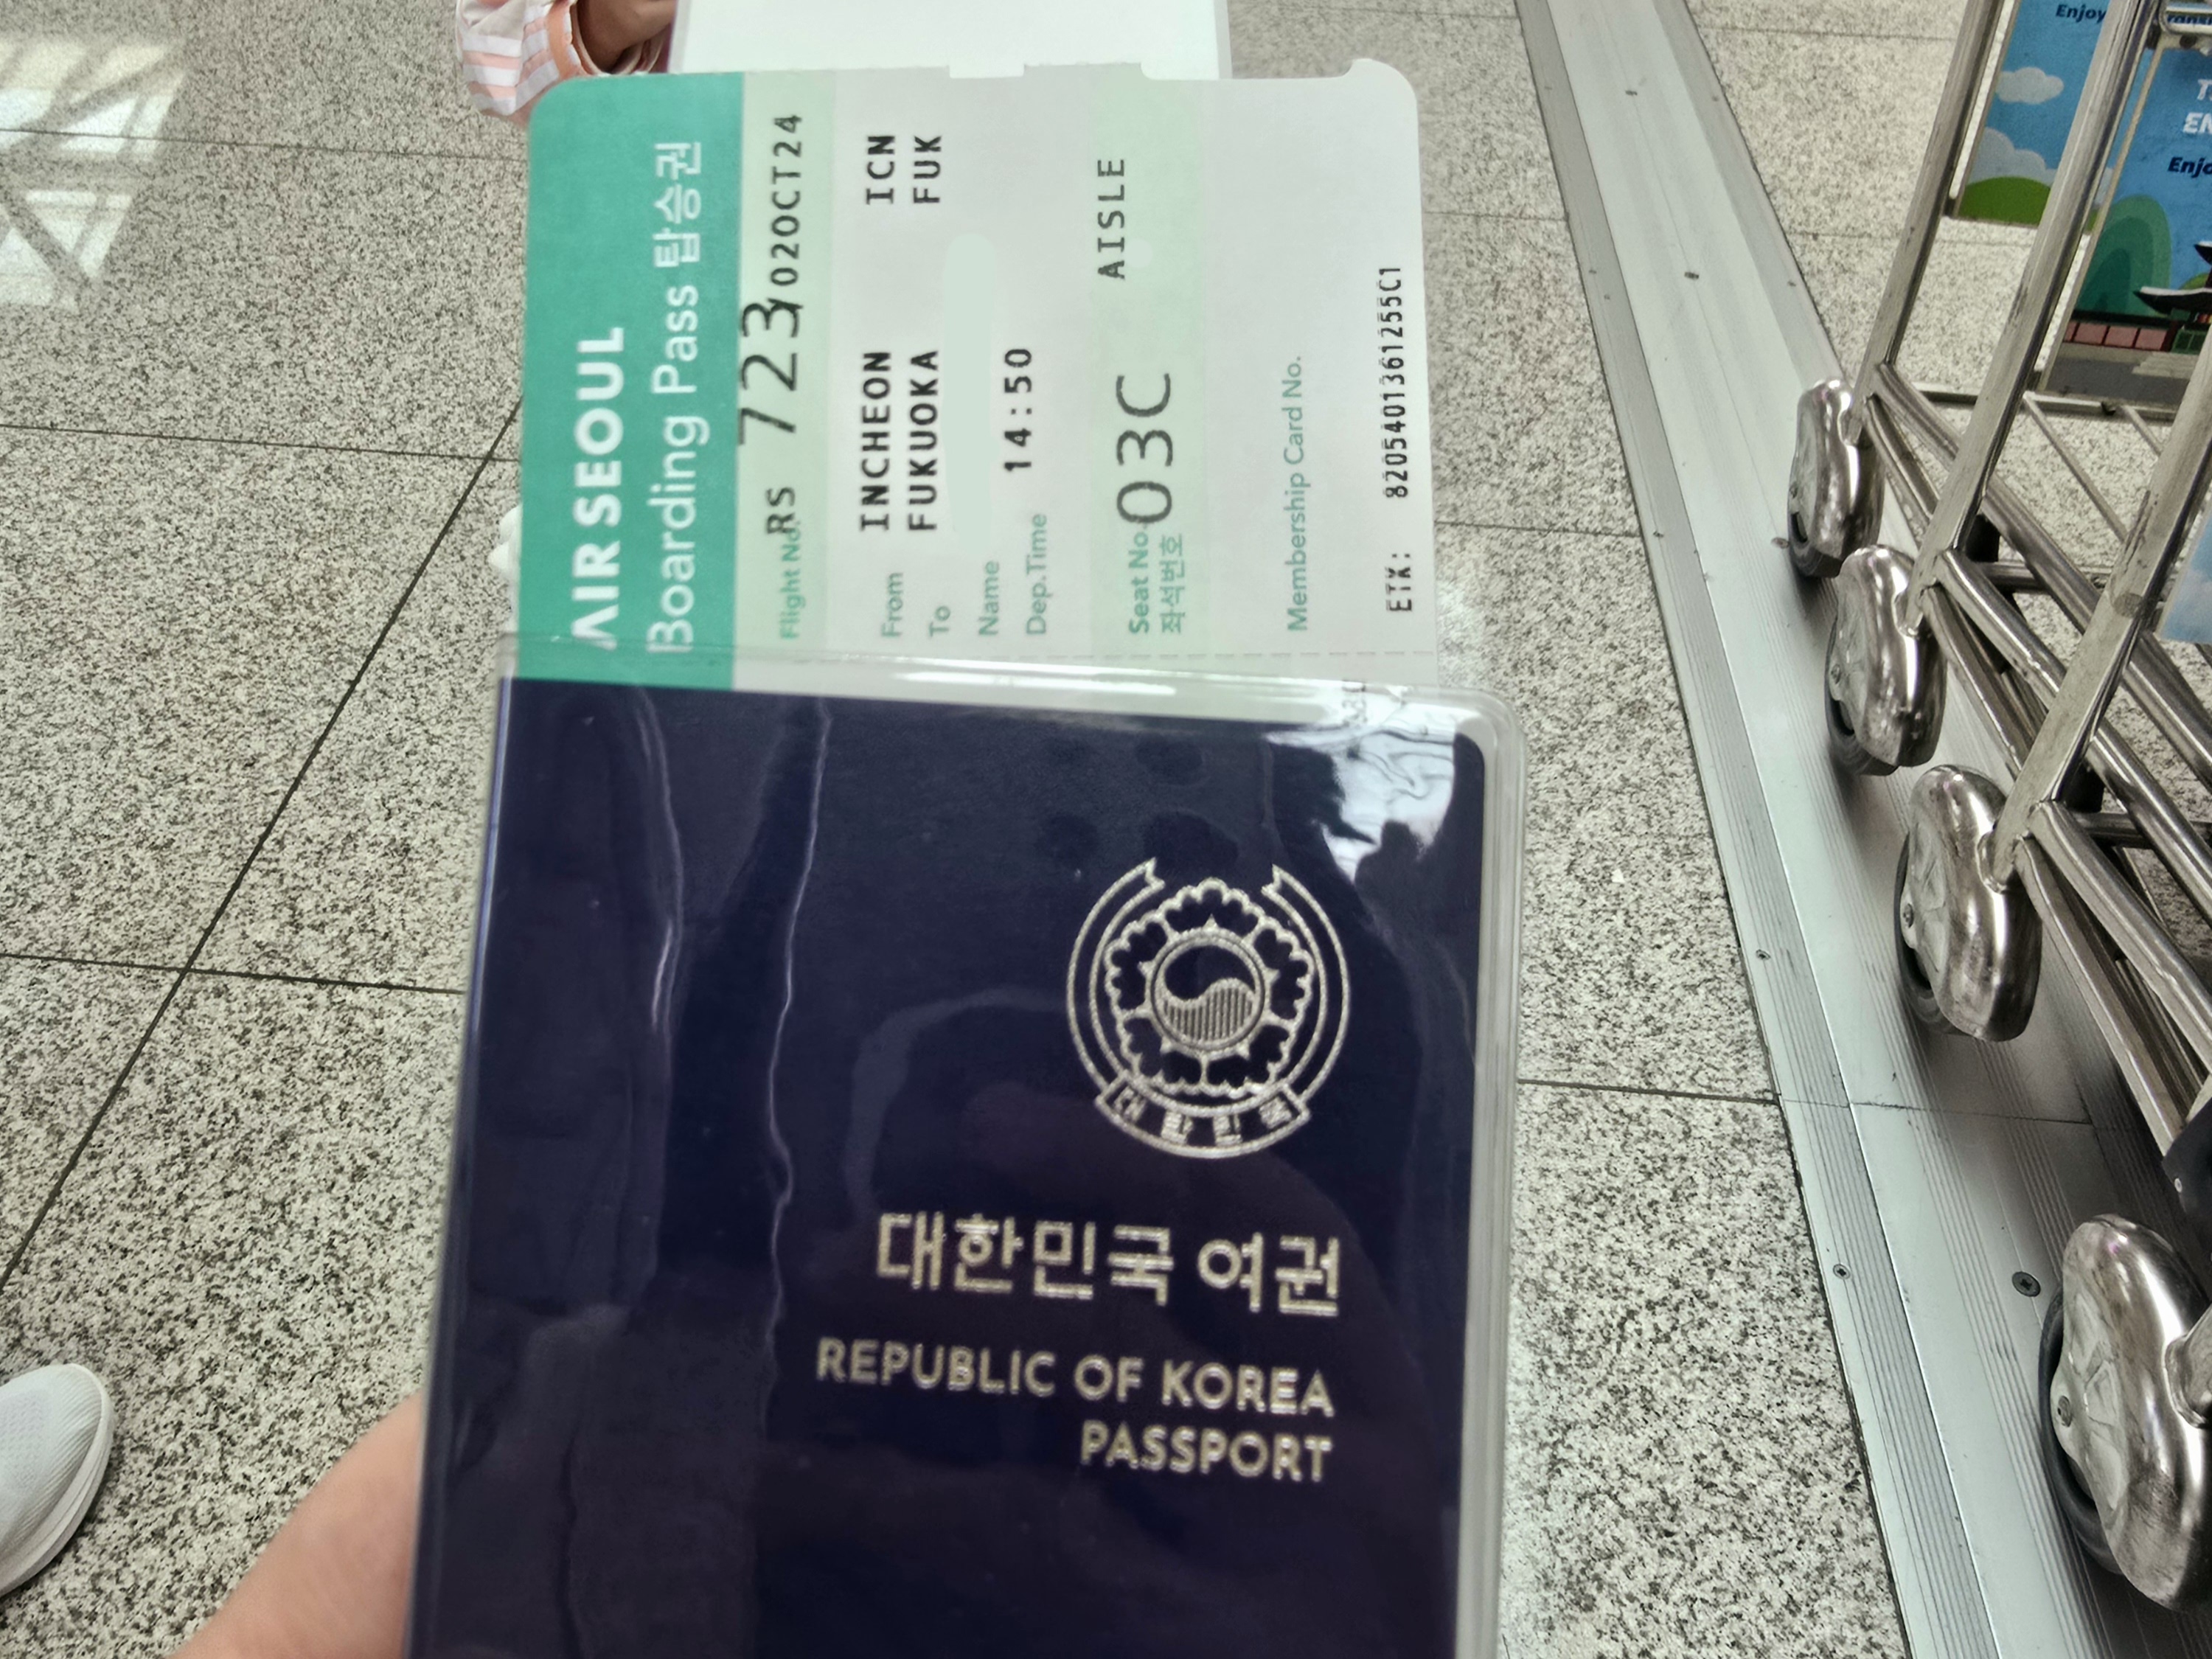 AIR SEOUL
Boarding Pass 탑승권
Flight No. RS 723/02OCT24
From INCHEON ICN
To FUKUOKA FUK
Name
Dep.Time 14:50
Seat No. 03C AISLE
좌석번호
Membership Card No.
ETK: 8205401361255C1
대한민국
대한민국 여권
REPUBLIC OF KOREA
PASSPORT
Enjoy
Enjo